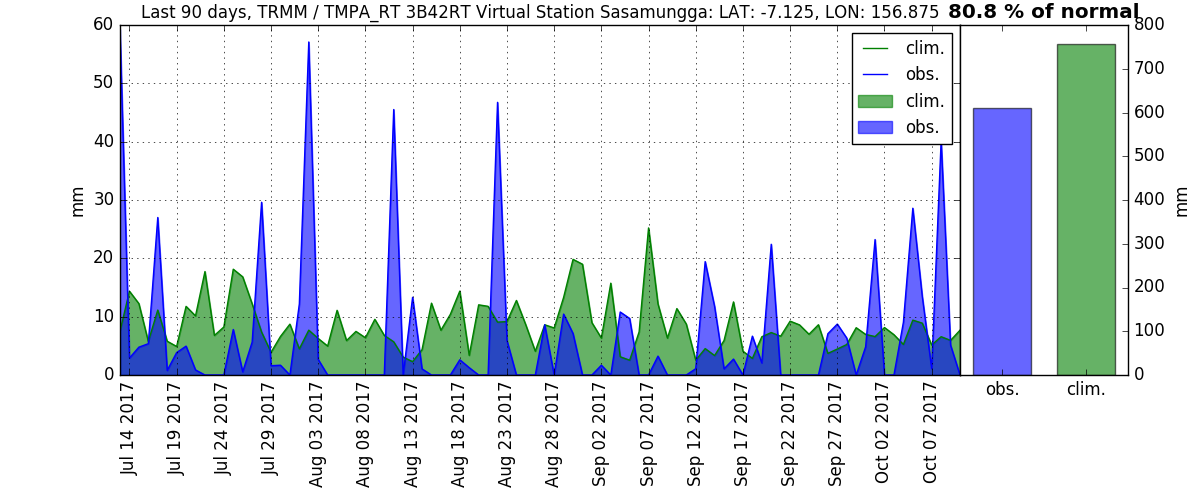 Last 90 days, TRMM / TMPA_RT 3B42RT Virtual Station Sasamungga: LAT: -7.125, LON: 156.875 80.8 % of normal
60
50
40
30
20
10
0
mm
clim.
obs.
clim.
obs.
Jul 14 2017
Jul 19 2017
Jul 24 2017
Jul 29 2017
Aug 03 2017
Aug 08 2017
Aug 13 2017
Aug 18 2017
Aug 23 2017
Aug 28 2017
Sep 02 2017
Sep 07 2017
Sep 12 2017
Sep 17 2017
Sep 22 2017
Sep 27 2017
Oct 02 2017
Oct 07 2017
800
700
600
500
400
300
200
100
0
mm
obs. clim.